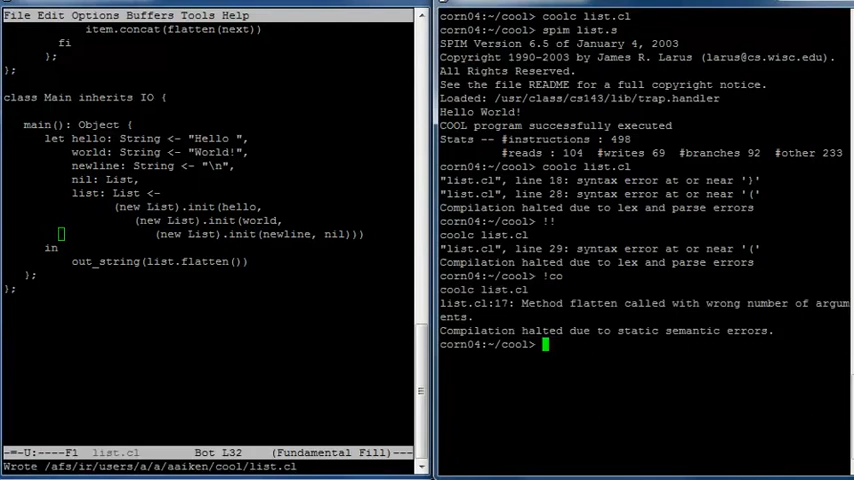 File Edit Options Buffers Tools Help
item.concat(flatten(next))
fi
};
};
class Main inherits IO {
main(): Object {
let hello: String <- "Hello ",
world: String <- "World!",
newline: String <- "\n",
nil: List,
list: List <-
(new List).init(hello,
(new List).init(world,
(new List).init(newline, nil)))
in
out_string(list.flatten())
};
};
-=-U:----F1 list.cl Bot L32 (Fundamental Fill)
Wrote /afs/ir/users/a/a/aaiken/cool/list.cl
corn04:~/cool> coolc list.cl
corn04:~/cool> spim list.s
SPIM Version 6.5 of January 4, 2003
Copyright 1990-2003 by James R. Larus (larus@cs.wisc.edu).
All Rights Reserved.
See the file README for a full copyright notice.
Loaded: /usr/class/cs143/lib/trap.handler
Hello World!
COOL program successfully executed
Stats -- #instructions : 498
#reads : 104 #writes 69 #branches 92 #other 233
corn04:~/cool> coolc list.cl
"list.cl", line 18: syntax error at or near '}'
"list.cl", line 28: syntax error at or near '('
Compilation halted due to lex and parse errors
corn04:~/cool> !!
coolc list.cl
"list.cl", line 29: syntax error at or near '('
Compilation halted due to lex and parse errors
corn04:~/cool> !co
coolc list.cl
list.cl:17: Method flatten called with wrong number of argum
ents.
Compilation halted due to static semantic errors.
corn04:~/cool>